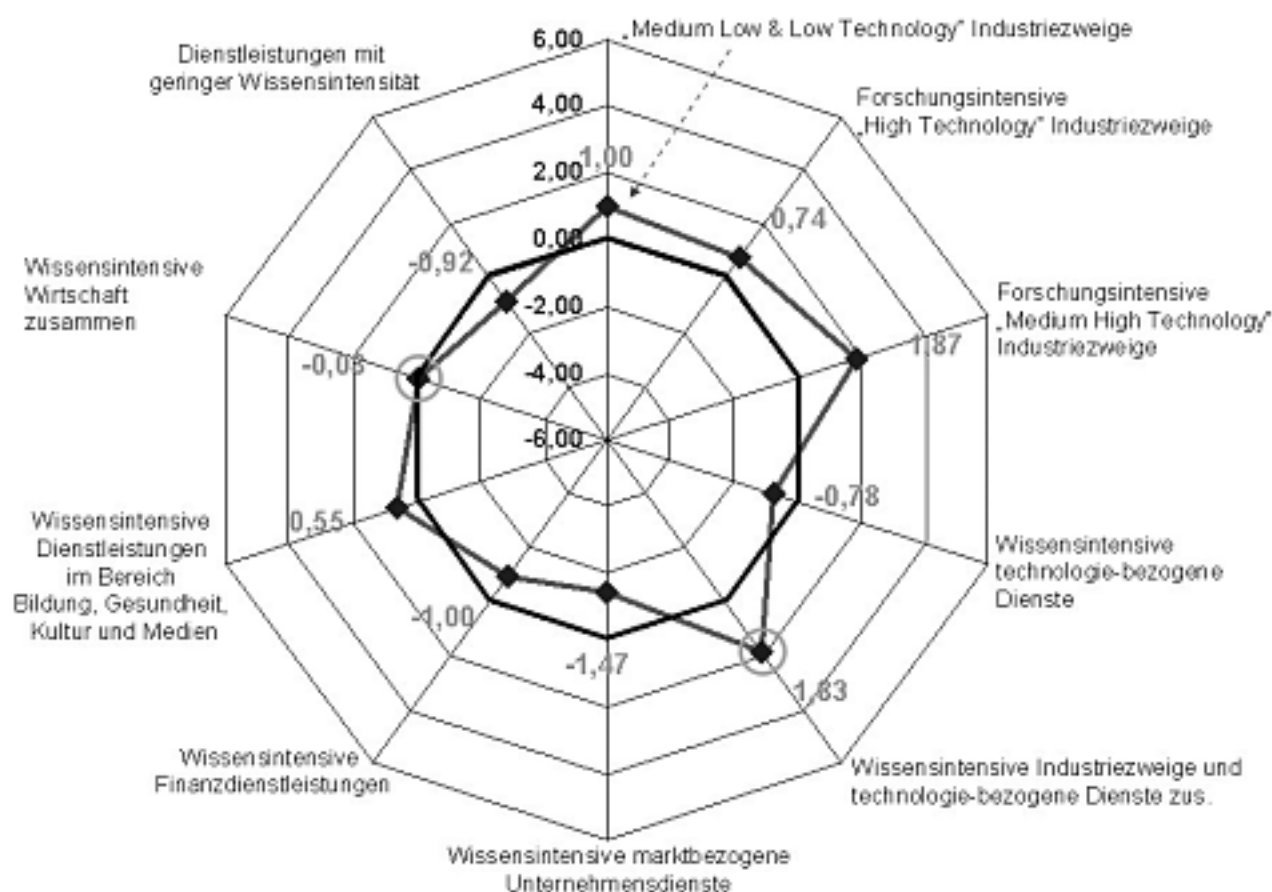 6,00
4,00
2,00
0,00
-2,00
-4,00
-6,00
„Medium Low & Low Technology” Industriezweige
1,00
Forschungsintensive
„High Technology” Industriezweige
0,74
Forschungsintensive
„Medium High Technology”
Industriezweige
1,87
Wissensintensive
technologie-bezogene
Dienste
-0,78
Wissensintensive Industriezweige und
technologie-bezogene Dienste zus.
1,83
Wissensintensive marktbezogene
Unternehmensdienste
-1,47
Wissensintensive
Finanzdienstleistungen
-1,00
Wissensintensive
Dienstleistungen
im Bereich
Bildung, Gesundheit,
Kultur und Medien
0,55
Wissensintensive
Wirtschaft
zusammen
Dienstleistungen mit
geringer Wissensintensität
-0,92